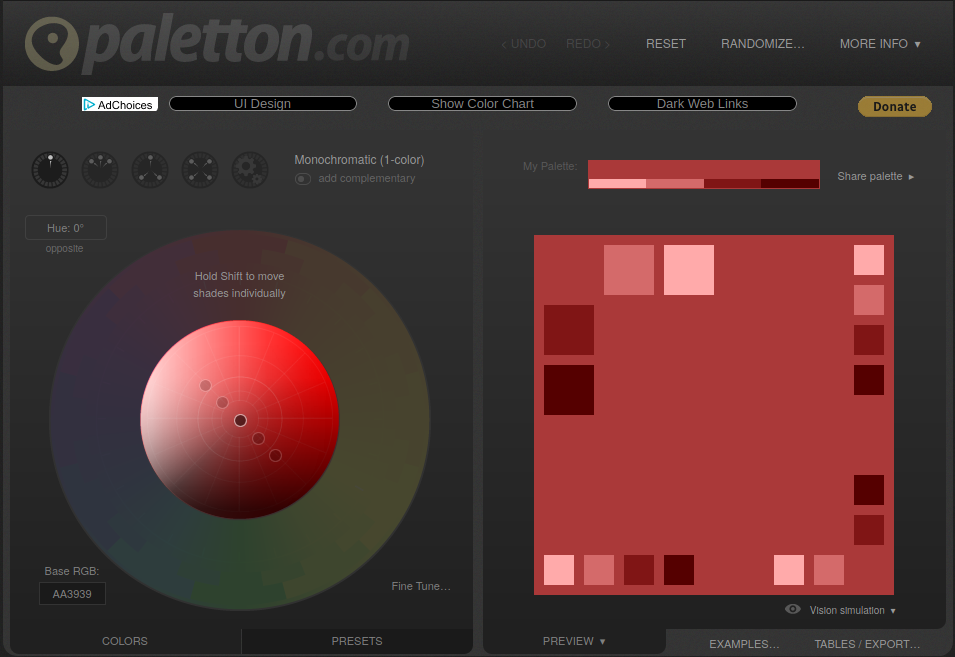 paletton.com
< UNDO REDO > RESET RANDOMIZE... MORE INFO ▼
AdChoices UI Design Show Color Chart Dark Web Links Donate
Monochromatic (1-color)
add complementary
My Palette:
Share palette ►
Hue: 0°
opposite
Hold Shift to move
shades individually
Base RGB:
AA3939
Fine Tune...
Vision simulation ▼
COLORS PRESETS PREVIEW ▼ EXAMPLES... TABLES / EXPORT...